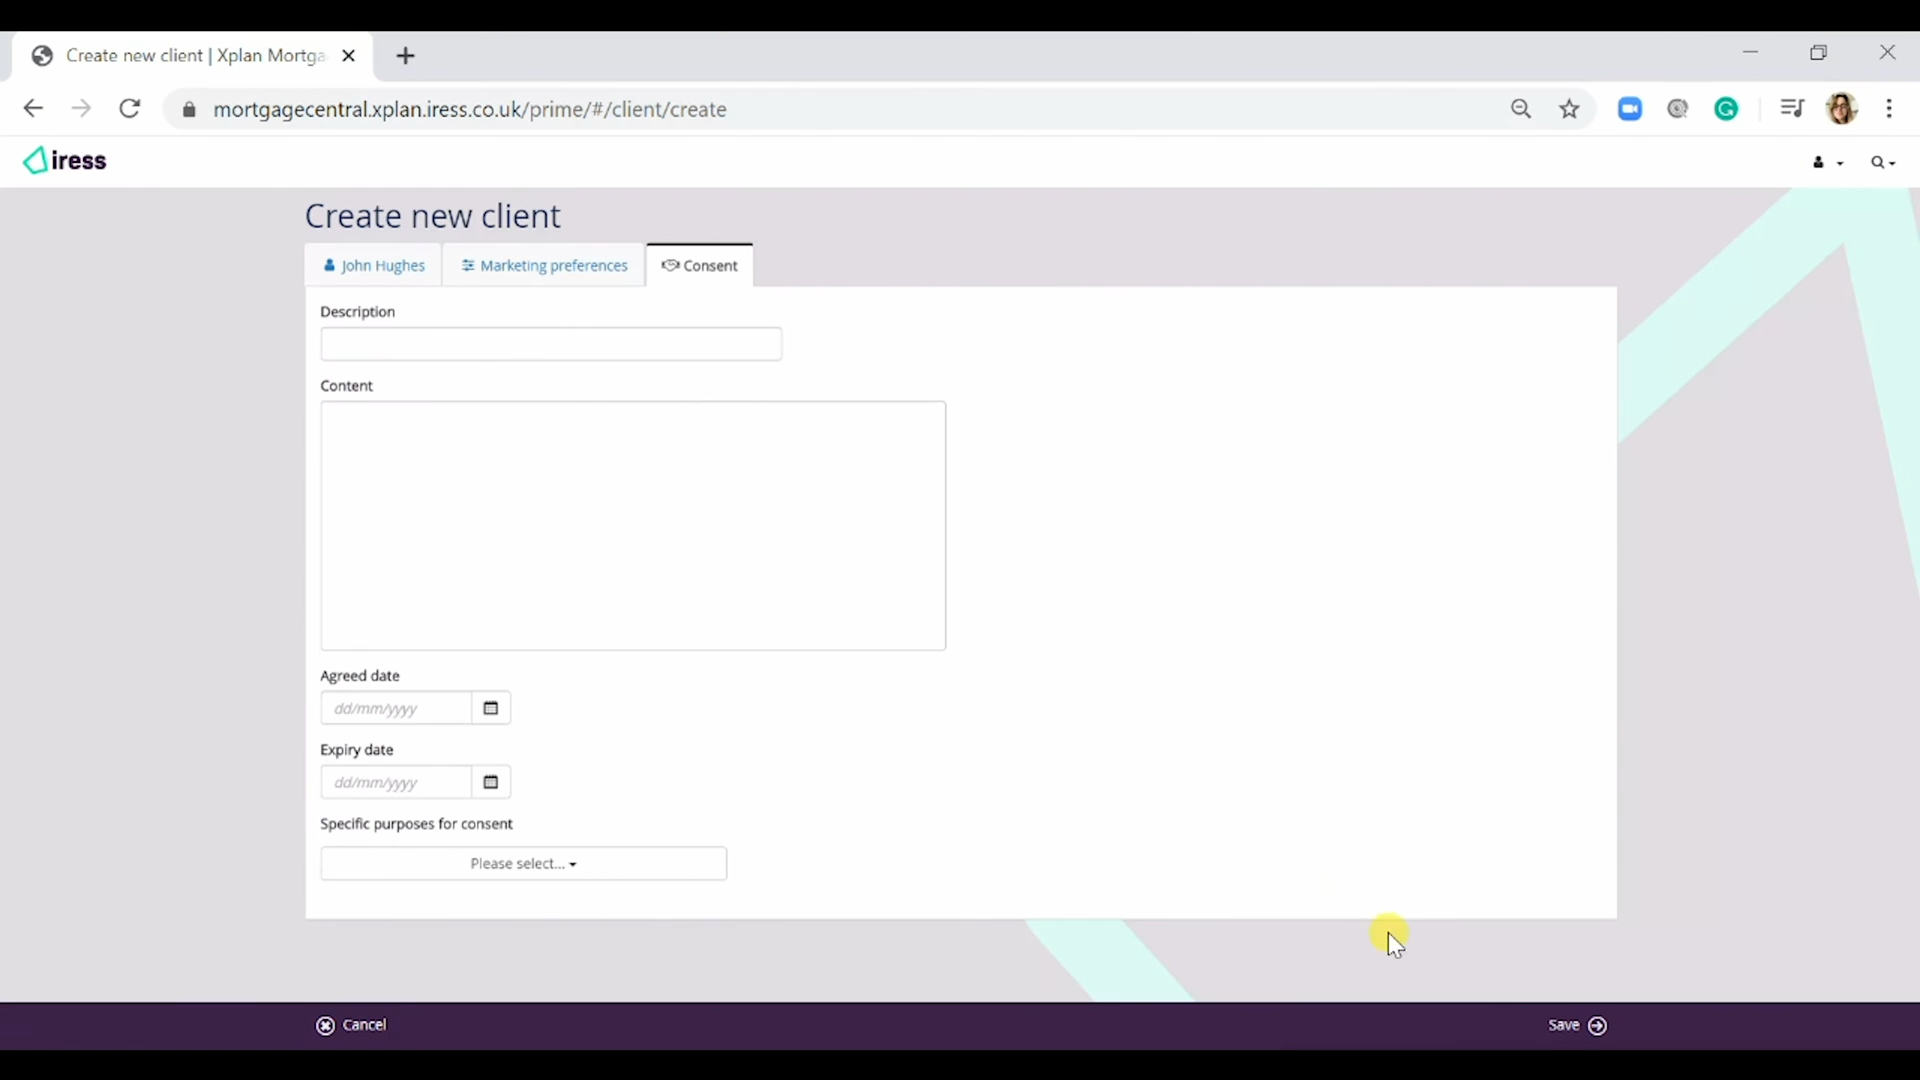 Create new client | Xplan Mortga
mortgagecentral.xplan.iress.co.uk/prime/#/client/create
iress
Create new client
John Hughes
Marketing preferences
Consent
Description
Content
Agreed date
dd/mm/yyyy
Expiry date
dd/mm/yyyy
Specific purposes for consent
Please select...
Cancel
Save